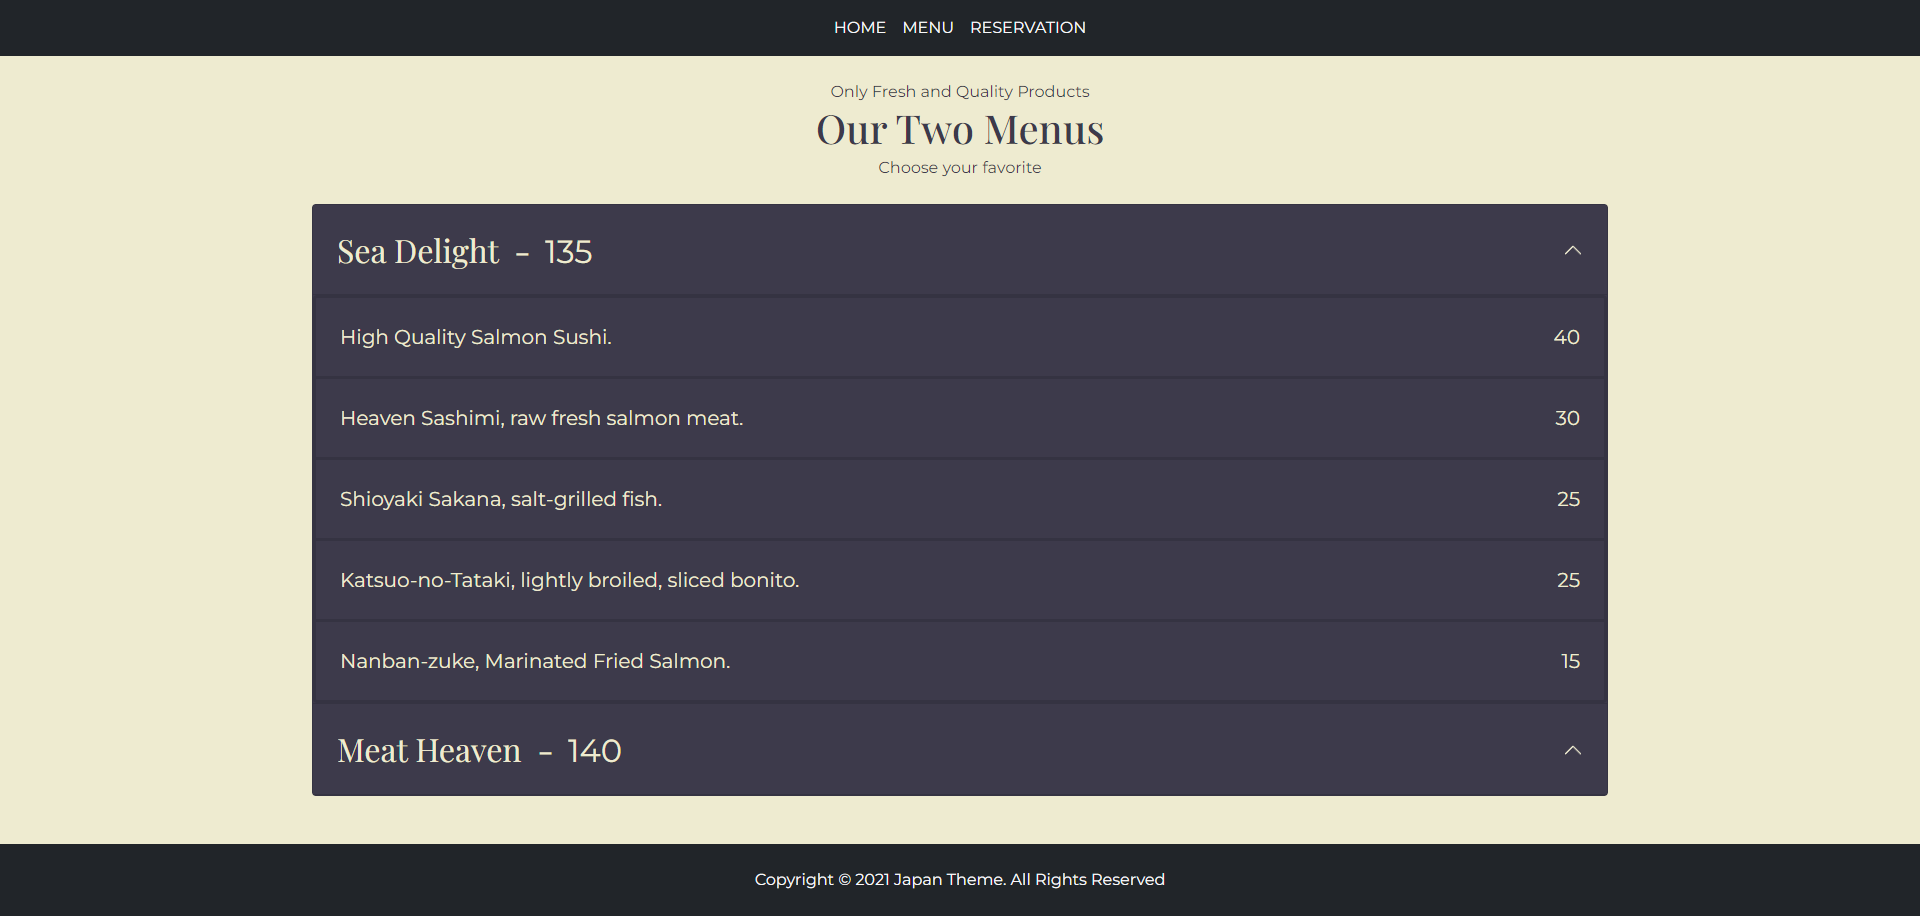 HOME MENU RESERVATION
Only Fresh and Quality Products
Our Two Menus
Choose your favorite
Sea Delight - 135
High Quality Salmon Sushi. 40
Heaven Sashimi, raw fresh salmon meat. 30
Shioyaki Sakana, salt-grilled fish. 25
Katsuo-no-Tataki, lightly broiled, sliced bonito. 25
Nanban-zuke, Marinated Fried Salmon. 15
Meat Heaven - 140
Copyright © 2021 Japan Theme. All Rights Reserved